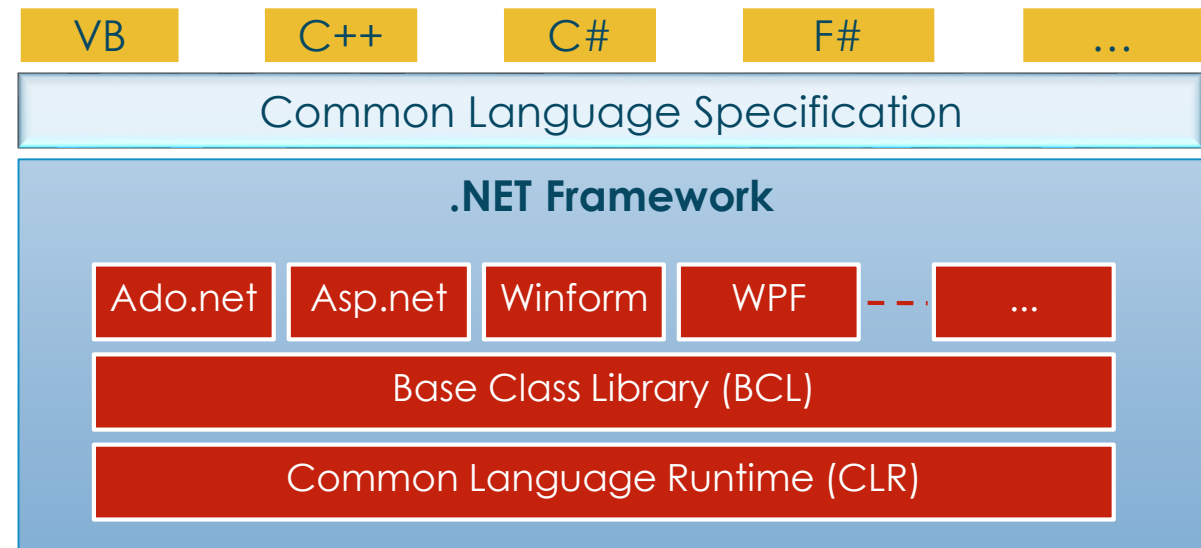 VB C++ C# F# ...
Common Language Specification
.NET Framework
Ado.net Asp.net Winform WPF ...
Base Class Library (BCL)
Common Language Runtime (CLR)